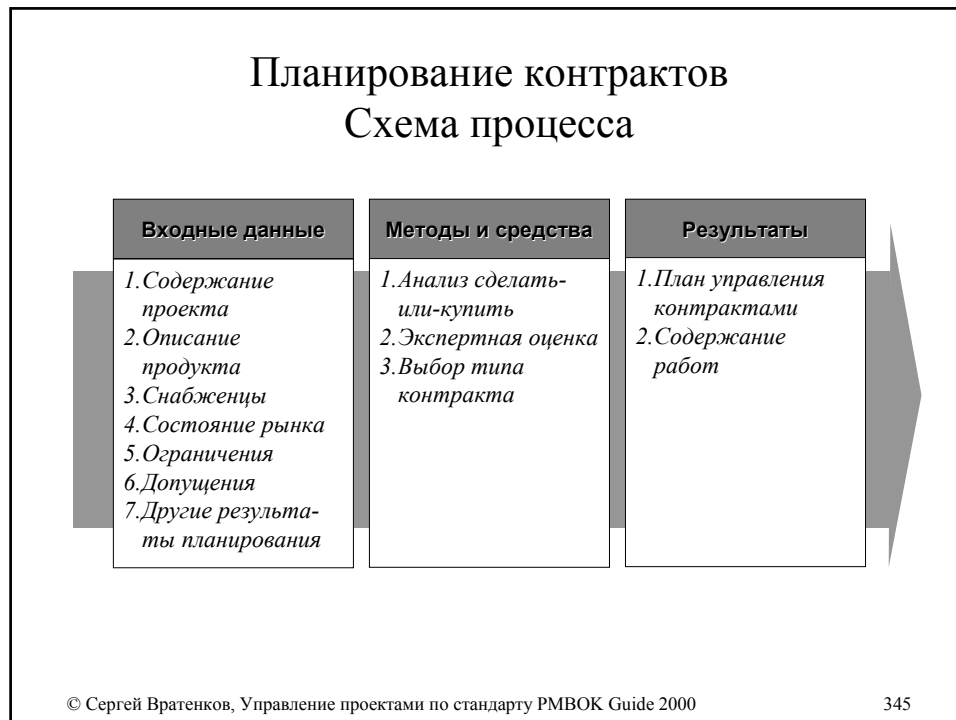 Планирование контрактов
Схема процесса
Входные данные
1.Содержание
проекта
2.Описание
продукта
3.Снабженцы
4.Состояние рынка
5.Ограничения
6.Допущения
7.Другие результа-
ты планирования
Методы и средства
1.Анализ сделать-
или-купить
2.Экспертная оценка
3.Выбор типа
контракта
Результаты
1.План управления
контрактами
2.Содержание
работ
© Сергей Вратенков, Управление проектами по стандарту PMBOK Guide 2000 345